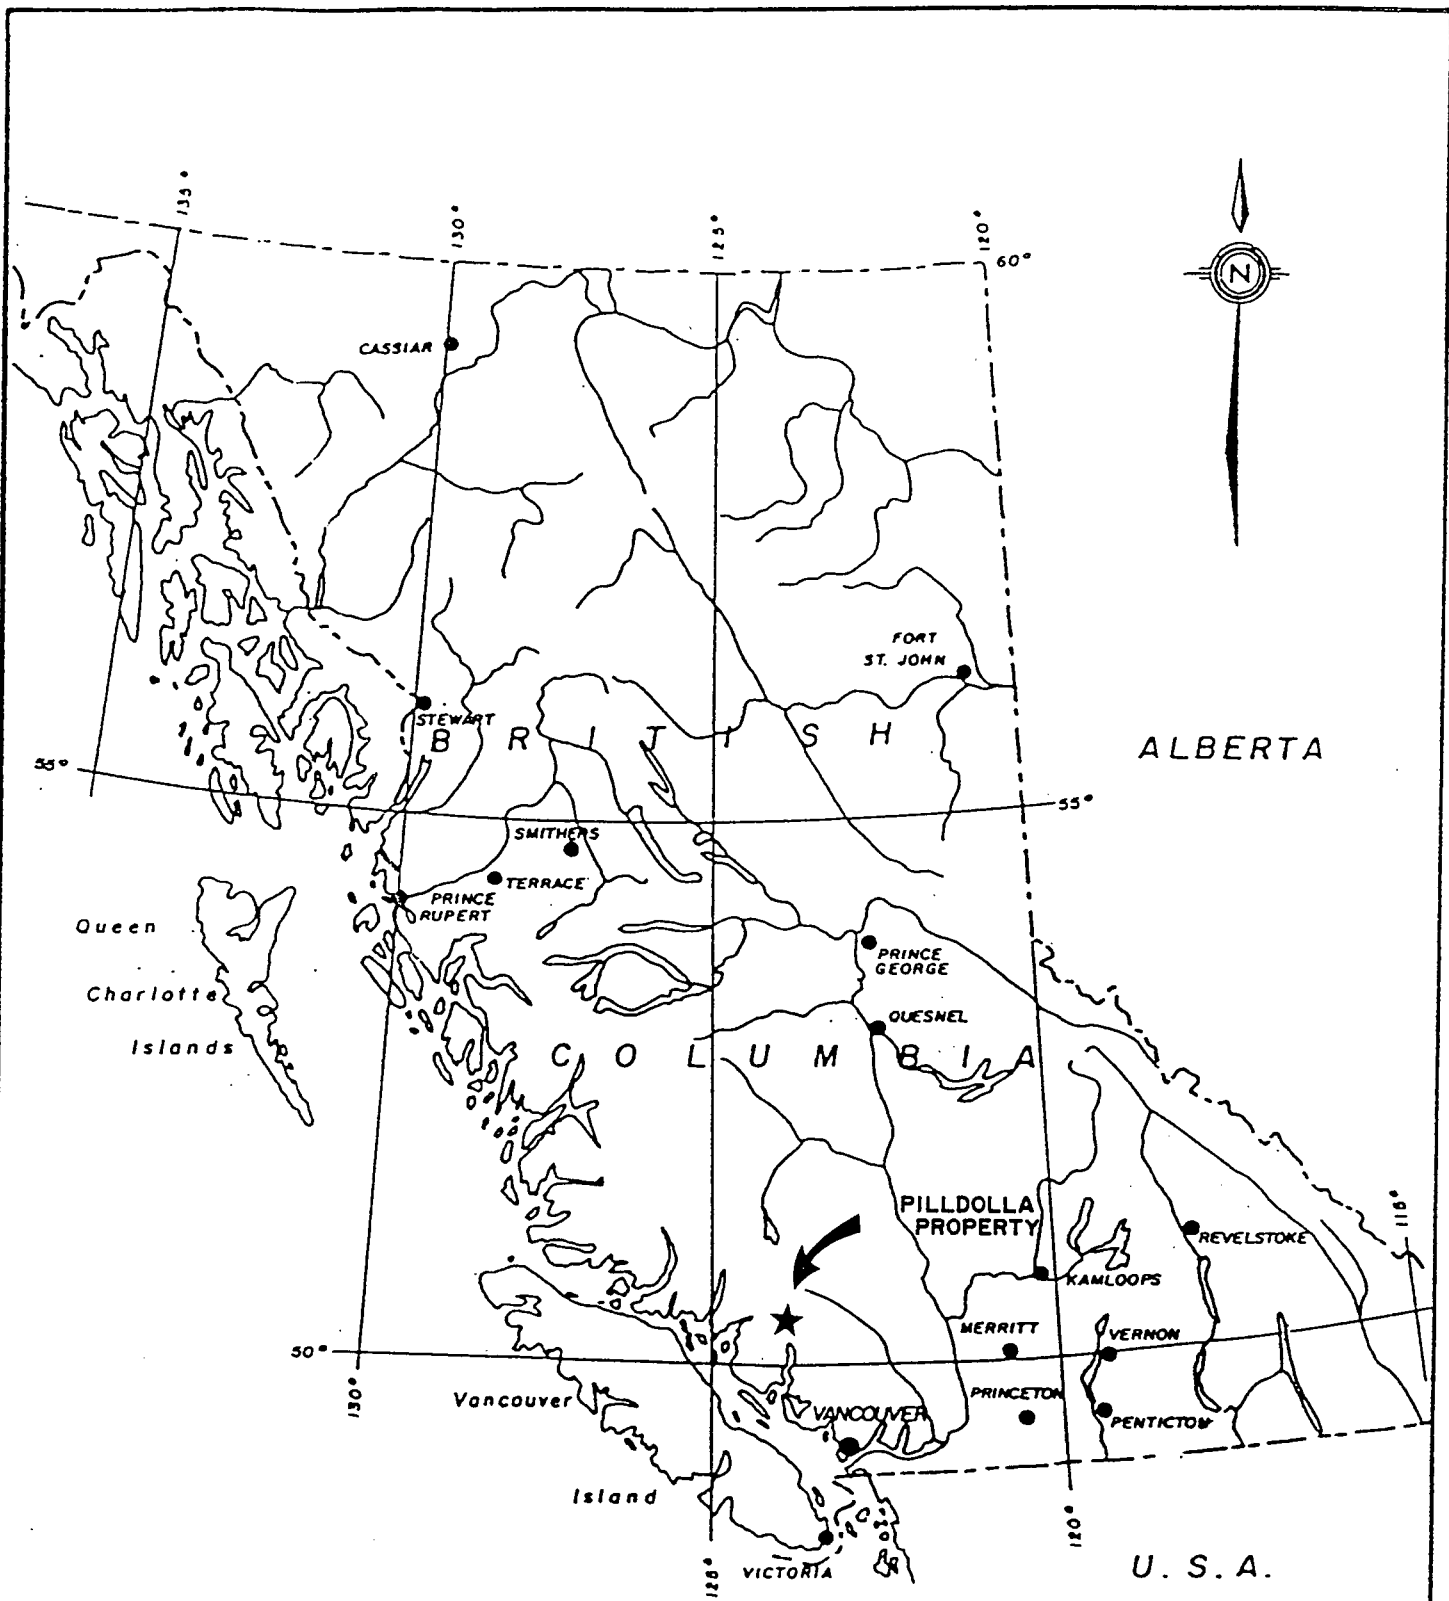 135°
130°
125°
120°
60°
N
CASSIAR
FORT
ST. JOHN
STEWART
BRITISH
ALBERTA
55°
55°
SMITHERS
TERRACE
PRINCE
RUPERT
Queen
Charlotte
Islands
PRINCE
GEORGE
QUESNEL
COLUMBIA
PILLDOLLA
PROPERTY
115°
REVELSTOKE
KAMLOOPS
MERRITT
VERNON
50°
130°
Vancouver
PRINCETON
VANCOUVER
PENTICTON
Island
120°
125°
VICTORIA
U.S.A.